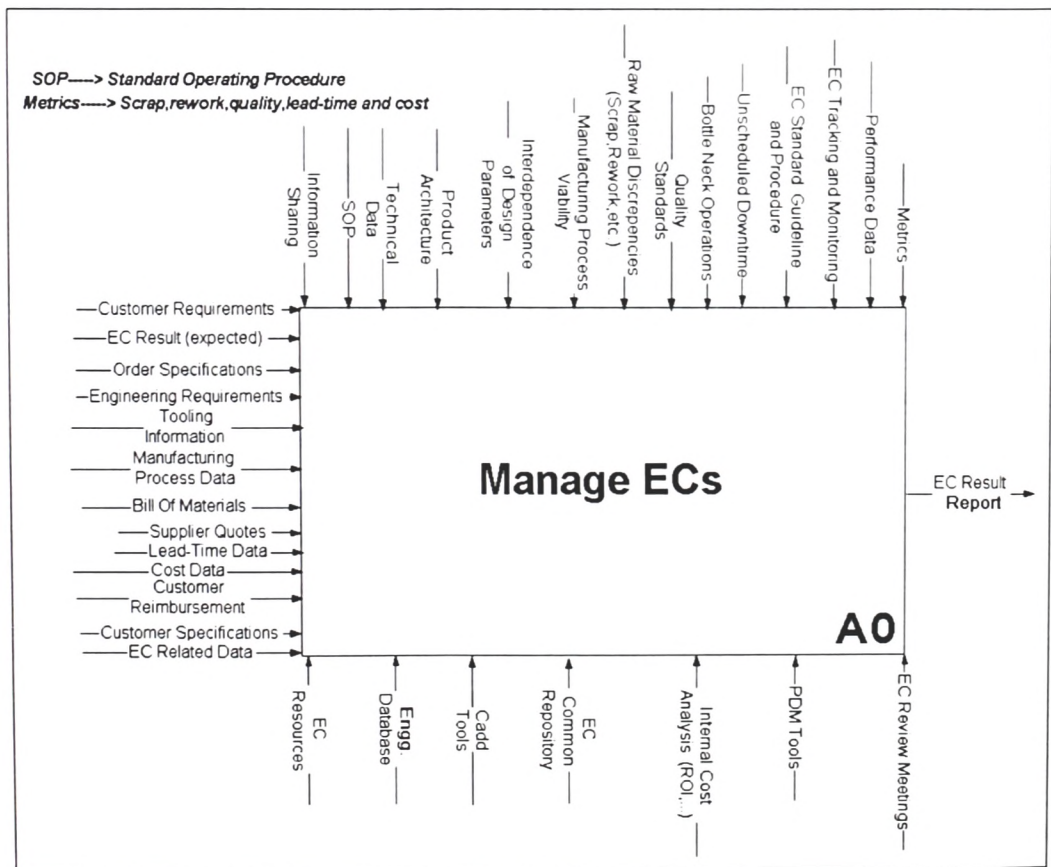 SOP-----> Standard Operating Procedure
Metrics-----> Scrap,rework,quality,lead-time and cost
Information
Sharing
SOP
Technical
Data
Product
Architecture
Interdependence
of Design
Parameters
Manufacturing Process
Viability
Raw Material Discrepencies
(Scrap,Rework,etc.)
Quality
Standards
Bottle Neck Operations
Unscheduled Downtime
EC Standard Guideline
and Procedure
EC Tracking and Monitoring
Performance Data
Metrics
Customer Requirements
EC Result (expected)
Order Specifications
Engineering Requirements
Tooling
Information
Manufacturing
Process Data
Bill Of Materials
Supplier Quotes
Lead-Time Data
Cost Data
Customer
Reimbursement
Customer Specifications
EC Related Data
Manage ECs
A0
EC Result
Report
EC
Resources
Engg.
Database
Cadd
Tools
EC
Common
Repository
Internal Cost
Analysis (ROI,...)
PDM Tools
EC Review Meetings